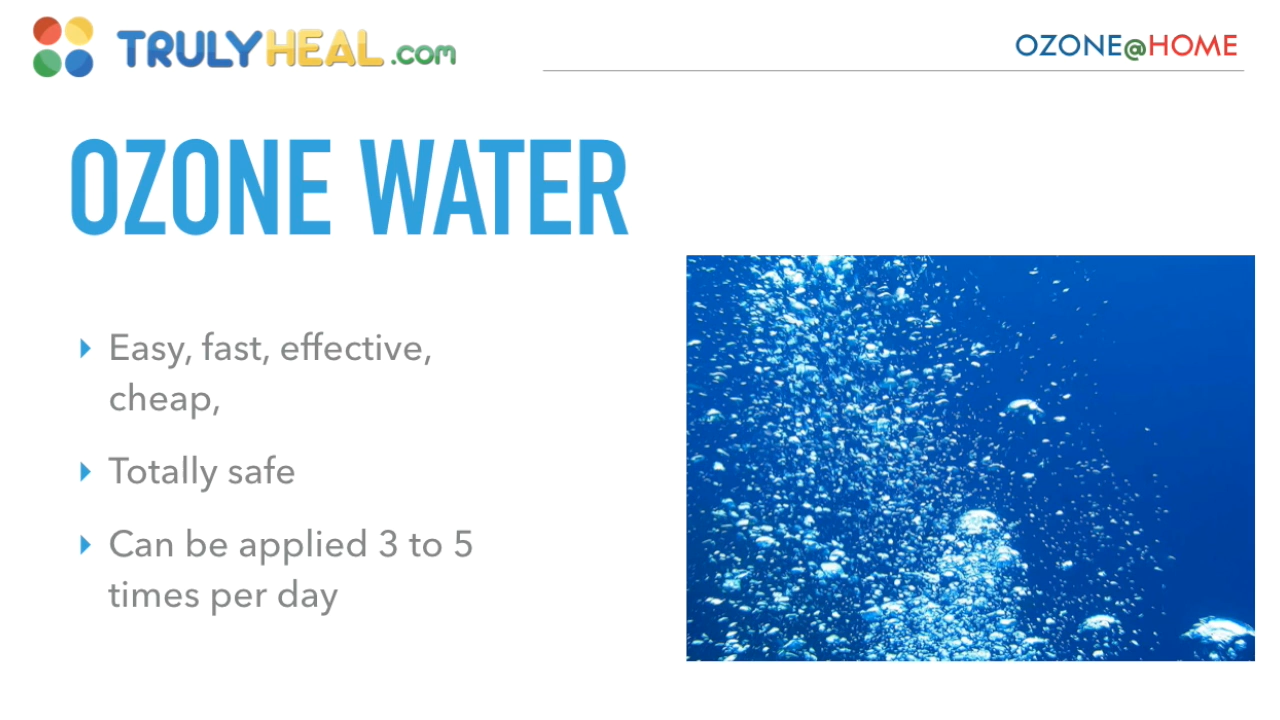 TRULYHEAL.com
OZONE@HOME
OZONE WATER
Easy, fast, effective,
cheap,
Totally safe
Can be applied 3 to 5
times per day